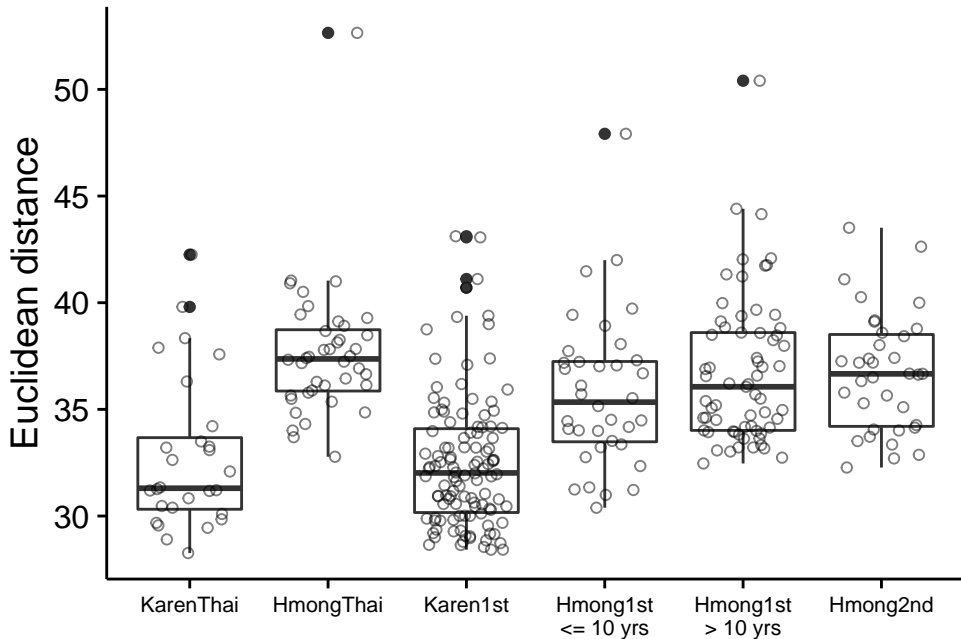 Euclidean distance
50
45
40
35
30
KarenThai
HmongThai
Karen1st
Hmong1st
<= 10 yrs
Hmong1st
> 10 yrs
Hmong2nd